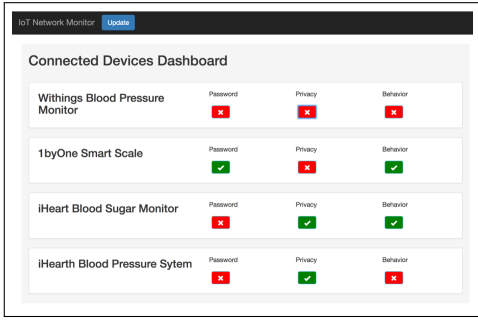 IoT Network Monitor Update
Connected Devices Dashboard
Withings Blood Pressure
Monitor
Password Privacy Behavior
1byOne Smart Scale
Password Privacy Behavior
iHeart Blood Sugar Monitor
Password Privacy Behavior
iHearth Blood Pressure Sytem
Password Privacy Behavior